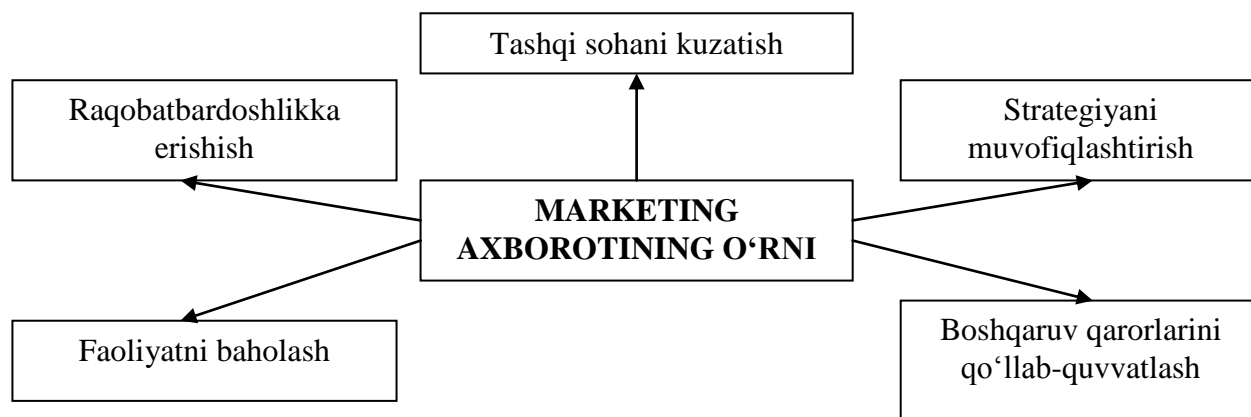 Tashqi sohani kuzatish
Raqobatbardoshlikka
erishish
Strategiyani
muvofiqlashtirish
MARKETING
AXBOROTINING O‘RNI
Faoliyatni baholash
Boshqaruv qarorlarini
qo‘llab-quvvatlash